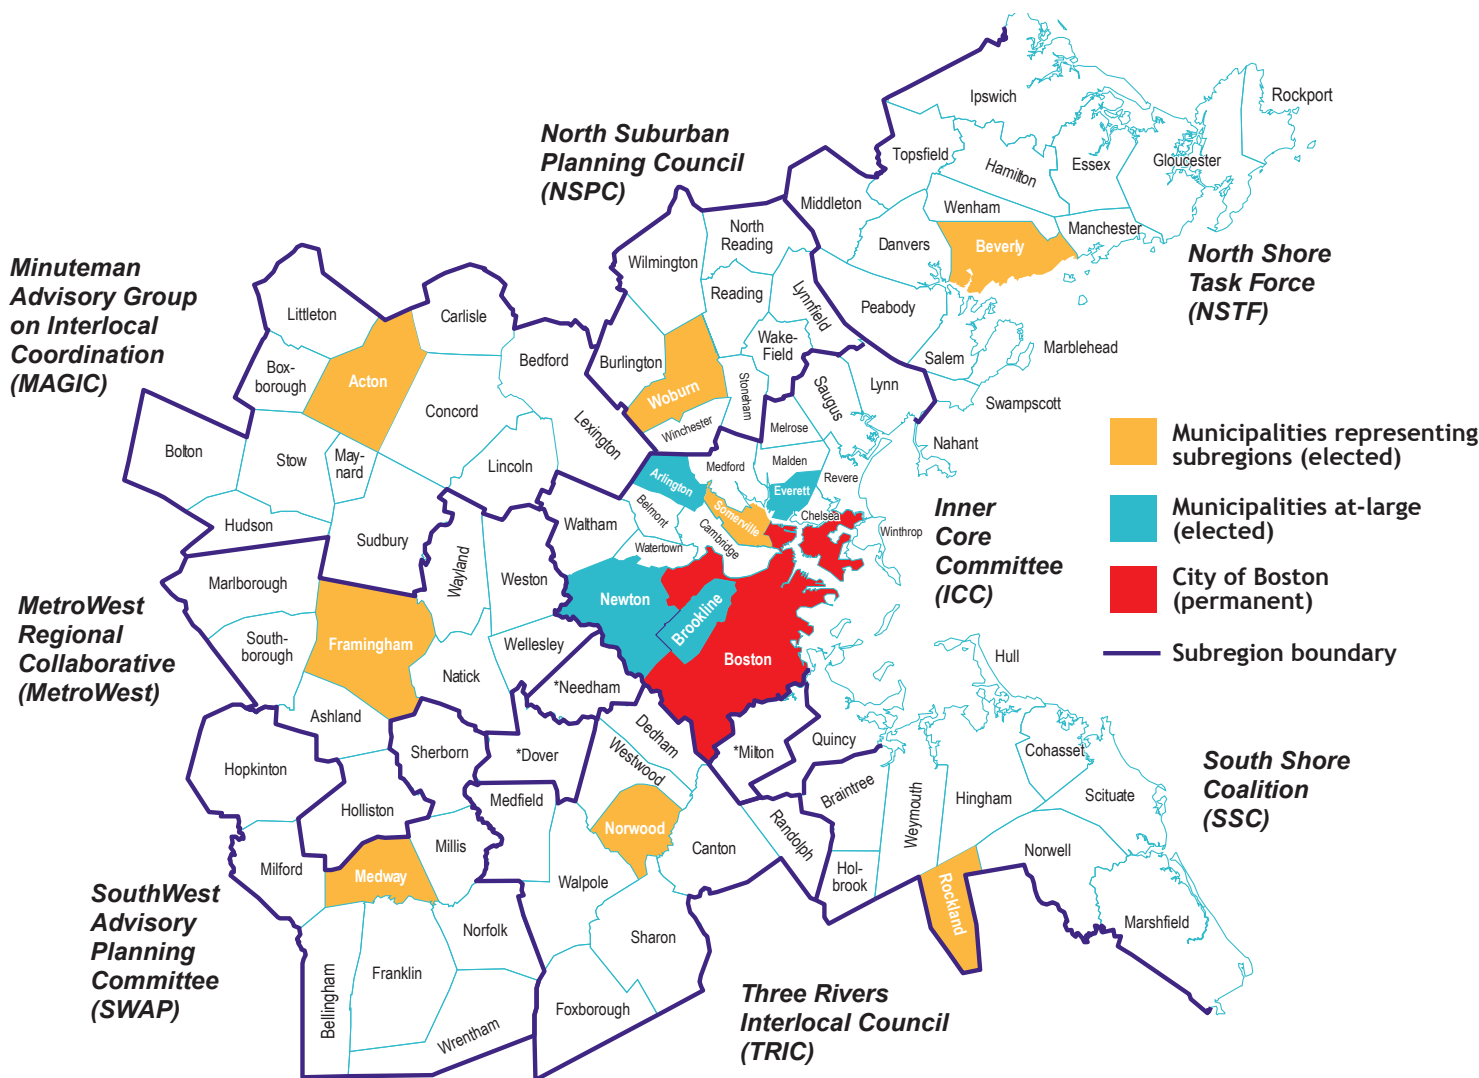 North Suburban
Planning Council
(NSPC)
Minuteman
Advisory Group
on Interlocal
Coordination
(MAGIC)
North Shore
Task Force
(NSTF)
MetroWest
Regional
Collaborative
(MetroWest)
Inner
Core
Committee
(ICC)
SouthWest
Advisory
Planning
Committee
(SWAP)
Three Rivers
Interlocal Council
(TRIC)
South Shore
Coalition
(SSC)
Municipalities representing
subregions (elected)
Municipalities at-large
(elected)
City of Boston
(permanent)
Subregion boundary
Ipswich
Rockport
Topsfield
Hamilton
Essex
Gloucester
Middleton
Wenham
Manchester
Danvers
Beverly
Peabody
Salem
Marblehead
Swampscott
Nahant
North
Reading
Wilmington
Reading
Lynnfield
Wake-
Field
Burlington
Woburn
Stoneham
Winchester
Saugus
Lynn
Littleton
Carlisle
Bedford
Box-
borough
Acton
Concord
Lexington
Bolton
Stow
May-
nard
Lincoln
Hudson
Sudbury
Melrose
Medford
Malden
Arlington
Everett
Revere
Belmont
Somerville
Chelsea
Waltham
Cambridge
Winthrop
Watertown
Newton
Brookline
Boston
Marlborough
Wayland
Weston
South-
borough
Framingham
Wellesley
Natick
Ashland
*Needham
Hopkinton
Sherborn
*Dover
Dedham
Westwood
*Milton
Quincy
Hull
Holliston
Medfield
Norwood
Canton
Randolph
Braintree
Weymouth
Hingham
Cohasset
Scituate
Milford
Medway
Millis
Walpole
Hol-
brook
Norwell
Rockland
Marshfield
Norfolk
Sharon
Bellingham
Franklin
Wrentham
Foxborough